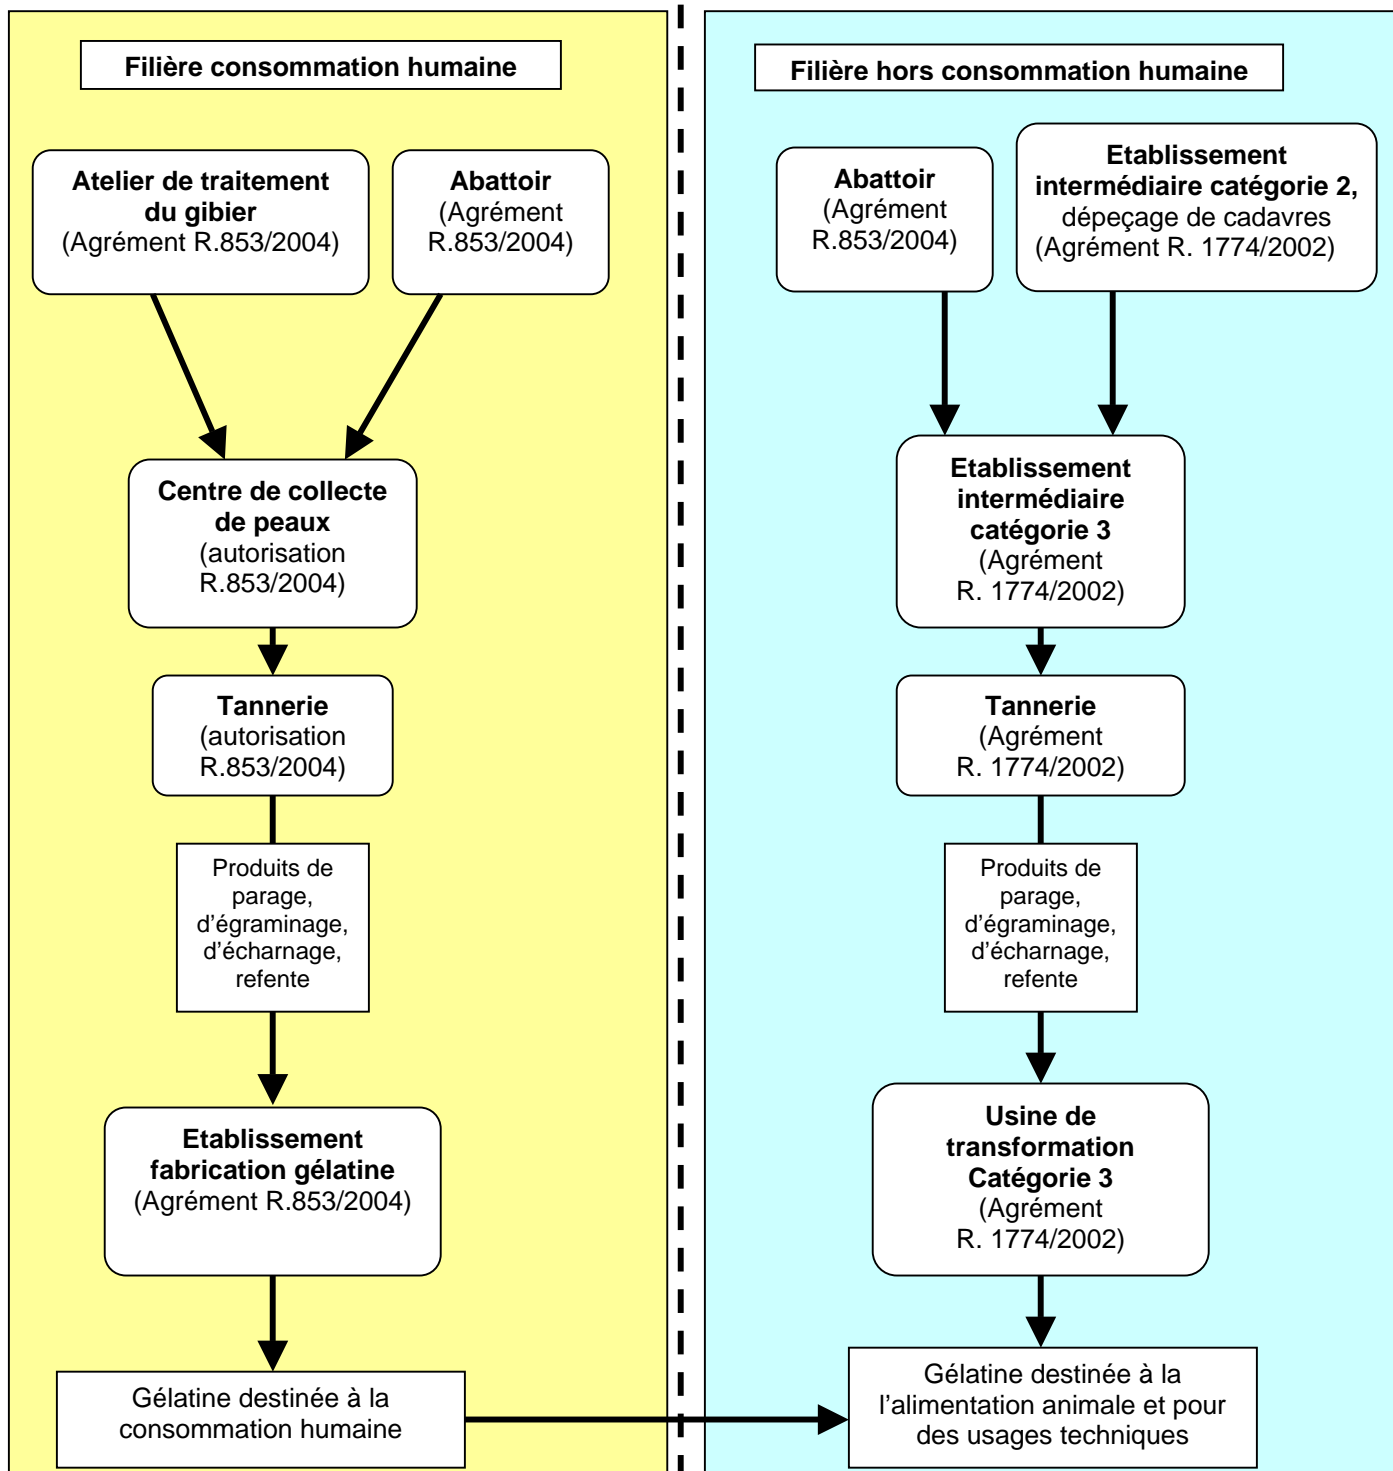 Filière consommation humaine
Atelier de traitement
du gibier
(Agrément R.853/2004)
Abattoir
(Agrément
R.853/2004)
Centre de collecte
de peaux
(autorisation
R.853/2004)
Tannerie
(autorisation
R.853/2004)
Produits de
parage,
d'égraminage,
d'écharnage,
refente
Etablissement
fabrication gélatine
(Agrément R.853/2004)
Gélatine destinée à la
consommation humaine
Filière hors consommation humaine
Abattoir
(Agrément
R.853/2004)
Etablissement
intermédiaire catégorie 2,
dépeçage de cadavres
(Agrément R. 1774/2002)
Etablissement
intermédiaire
catégorie 3
(Agrément
R. 1774/2002)
Tannerie
(Agrément
R. 1774/2002)
Produits de
parage,
d'égraminage,
d'écharnage,
refente
Usine de
transformation
Catégorie 3
(Agrément
R. 1774/2002)
Gélatine destinée à la
l'alimentation animale et pour
des usages techniques